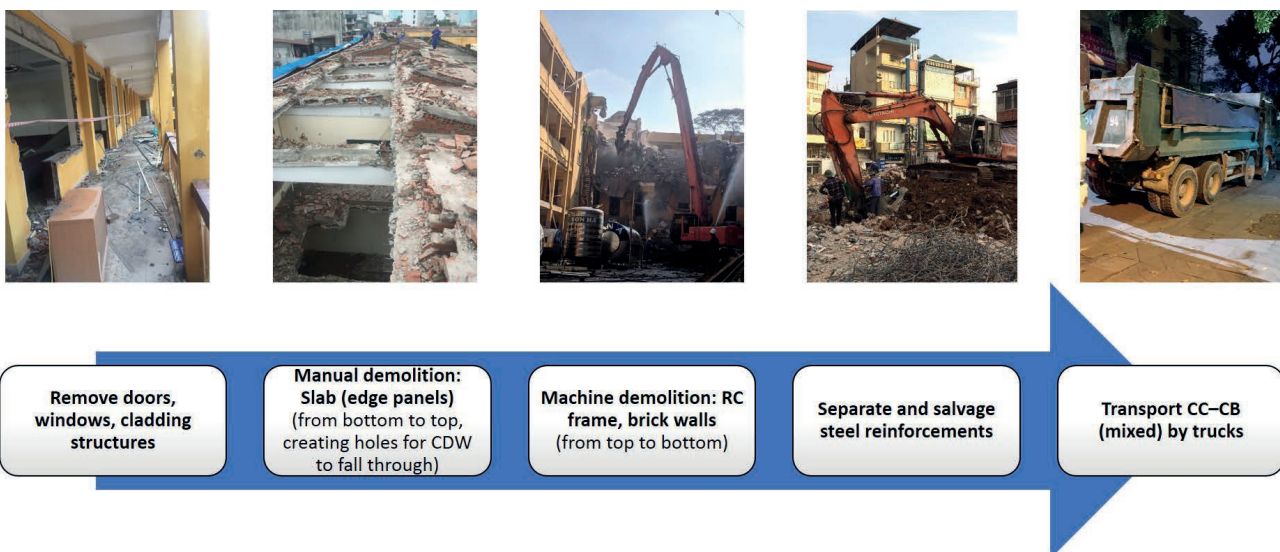 Remove doors,
windows, cladding
structures
Manual demolition:
Slab (edge panels)
(from bottom to top,
creating holes for CDW
to fall through)
Machine demolition: RC
frame, brick walls
(from top to bottom)
Separate and salvage
steel reinforcements
Transport CC–CB
(mixed) by trucks
HITACHI